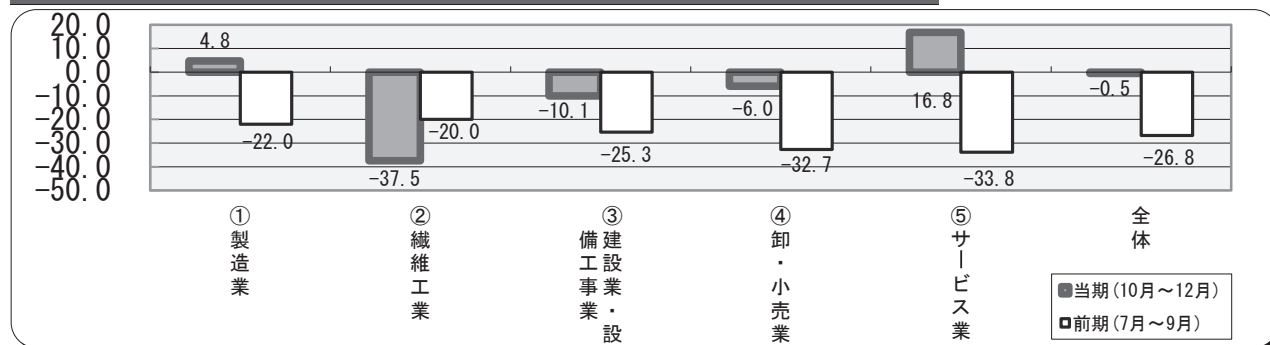 20.0
10.0
0.0
-10.0
-20.0
-30.0
-40.0
-50.0
4.8
-22.0
-37.5
-20.0
-10.1
-25.3
-6.0
-32.7
16.8
-33.8
-0.5
-26.8
①製造業
②繊維工業
③建設業・設
備工事業
④卸・小売業
⑤サービス業
全体
当期(10月～12月)
前期(7月～9月)